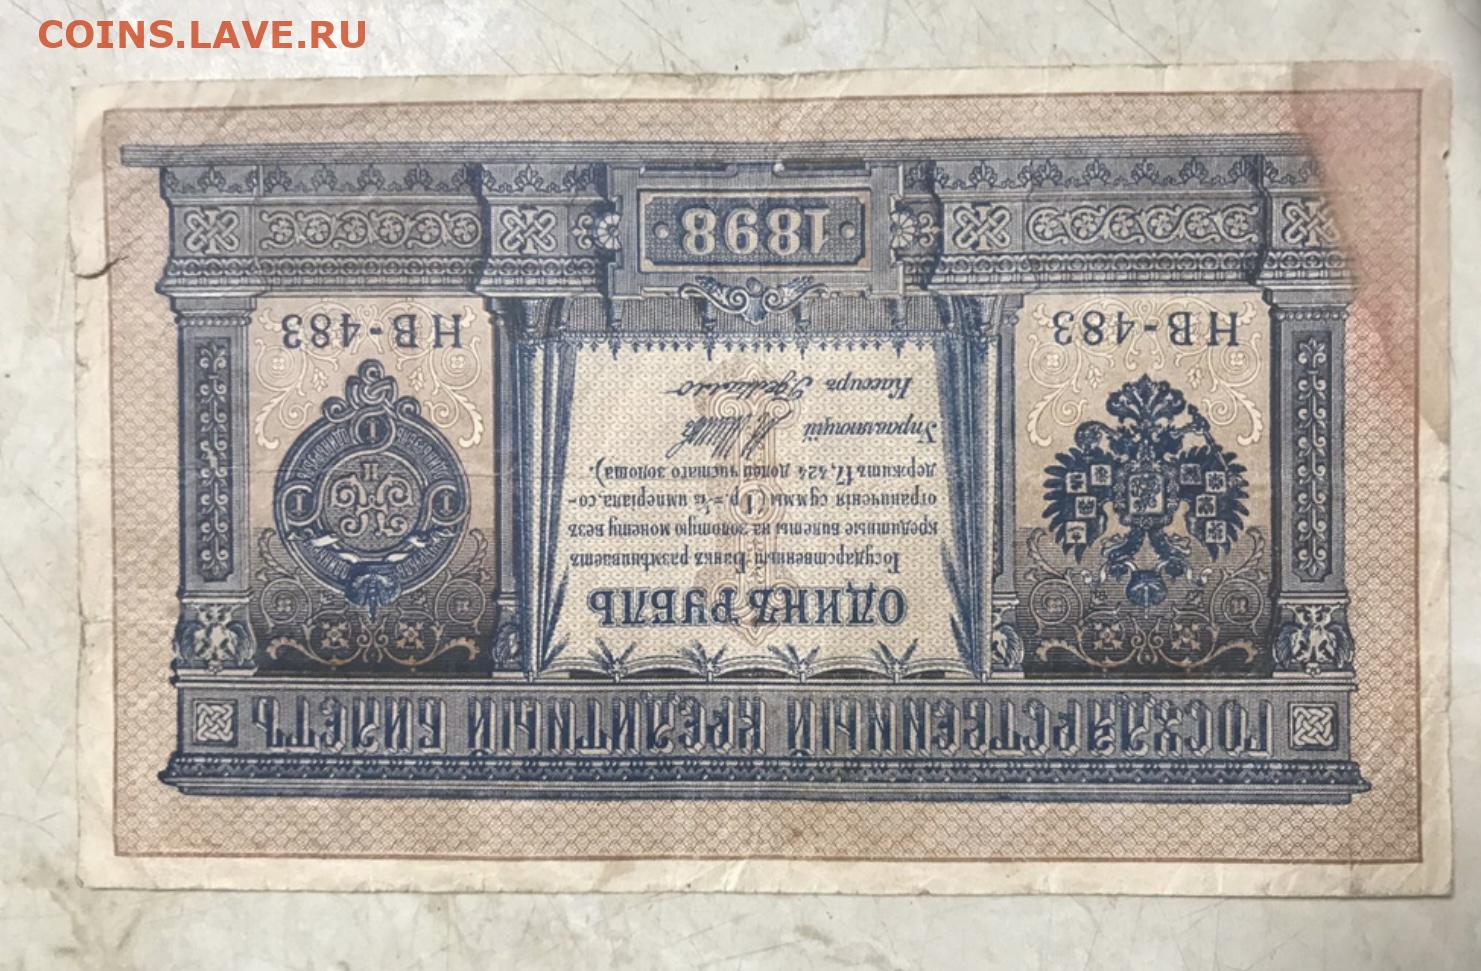 COINS.LAVE.RU
ГОСУДАРСТВЕННЫЙ КРЕДИТНЫЙ БИЛЕТЪ
ОДИНЪ РУБЛЬ
Государственный Банкъ размѣниваетъ
кредитные билеты на золотую монету безъ
ограниченія суммы (1 р.=1/15 имперіала, со-
держитъ 17,424 долей чистаго золота).
Управляющій
Кассиръ
НВ-483
НВ-483
1898